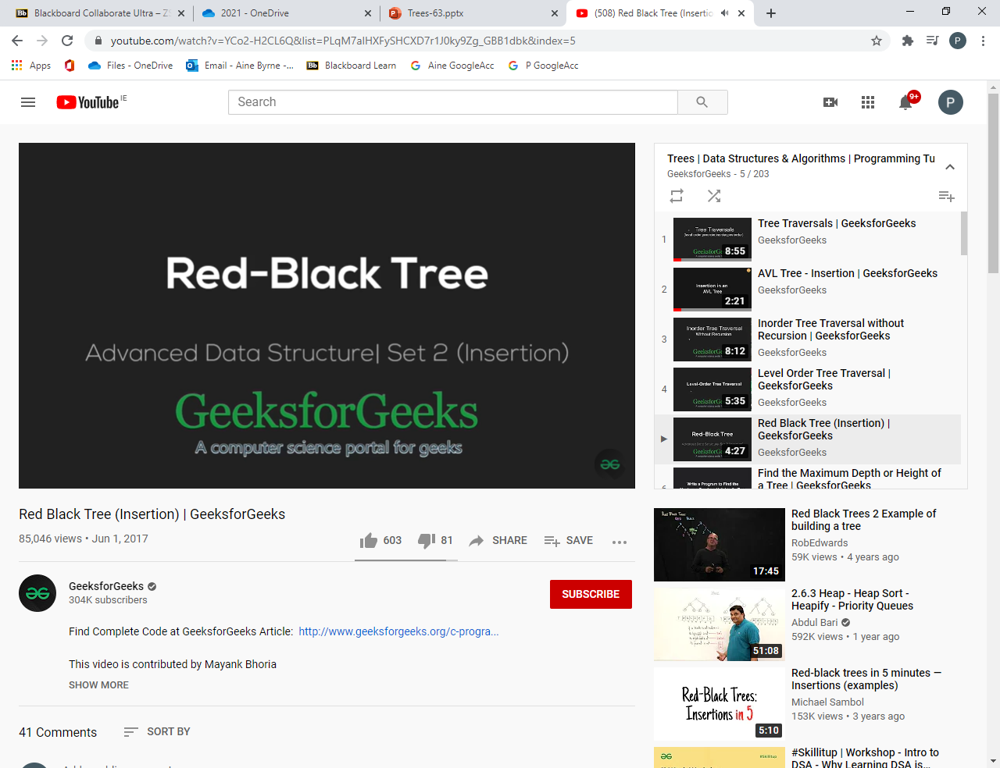 Blackboard Collaborate Ultra –
2021 - OneDrive
Trees-63.pptx
(508) Red Black Tree (Insertio
youtube.com/watch?v=YCo2-H2CL6Q&list=PLqM7alHXFySHCXD7r1J0ky9Zg_GBB1dbk&index=5
P
Apps
Files - OneDrive
Email - Aine Byrne -...
Bb
Blackboard Learn
Aine GoogleAcc
P GoogleAcc
YouTube IE
Search
9+
P
Red-Black Tree
Advanced Data Structure| Set 2 (Insertion)
GeeksforGeeks
A computer science portal for geeks
Red Black Tree (Insertion) | GeeksforGeeks
85,046 views • Jun 1, 2017
603
81
SHARE
SAVE
GeeksforGeeks
304K subscribers
SUBSCRIBE
Find Complete Code at GeeksforGeeks Article: http://www.geeksforgeeks.org/c-progra...
This video is contributed by Mayank Bhoria
SHOW MORE
41 Comments
SORT BY
Trees | Data Structures & Algorithms | Programming Tu
GeeksforGeeks - 5 / 203
1
Tree Traversals
8:55
Tree Traversals | GeeksforGeeks
GeeksforGeeks
2
Insertion in an
AVL Tree
2:21
AVL Tree - Insertion | GeeksforGeeks
GeeksforGeeks
3
Inorder Tree Traversal
Without Recursion
8:12
Inorder Tree Traversal without
Recursion | GeeksforGeeks
GeeksforGeeks
4
Level-Order Tree Traversal
5:35
Level Order Tree Traversal |
GeeksforGeeks
GeeksforGeeks
Red-Black Tree
4:27
Red Black Tree (Insertion) |
GeeksforGeeks
GeeksforGeeks
Write a Program to Find the
Find the Maximum Depth or Height of
a Tree | GeeksforGeeks
17:45
Red Black Trees 2 Example of
building a tree
RobEdwards
59K views • 4 years ago
51:08
2.6.3 Heap - Heap Sort -
Heapify - Priority Queues
Abdul Bari
592K views • 1 year ago
Red-Black Trees:
Insertions in 5
5:10
Red-black trees in 5 minutes —
Insertions (examples)
Michael Sambol
153K views • 3 years ago
#Skillitup
#Skillitup | Workshop - Intro to
DSA - Why Learning DSA is...